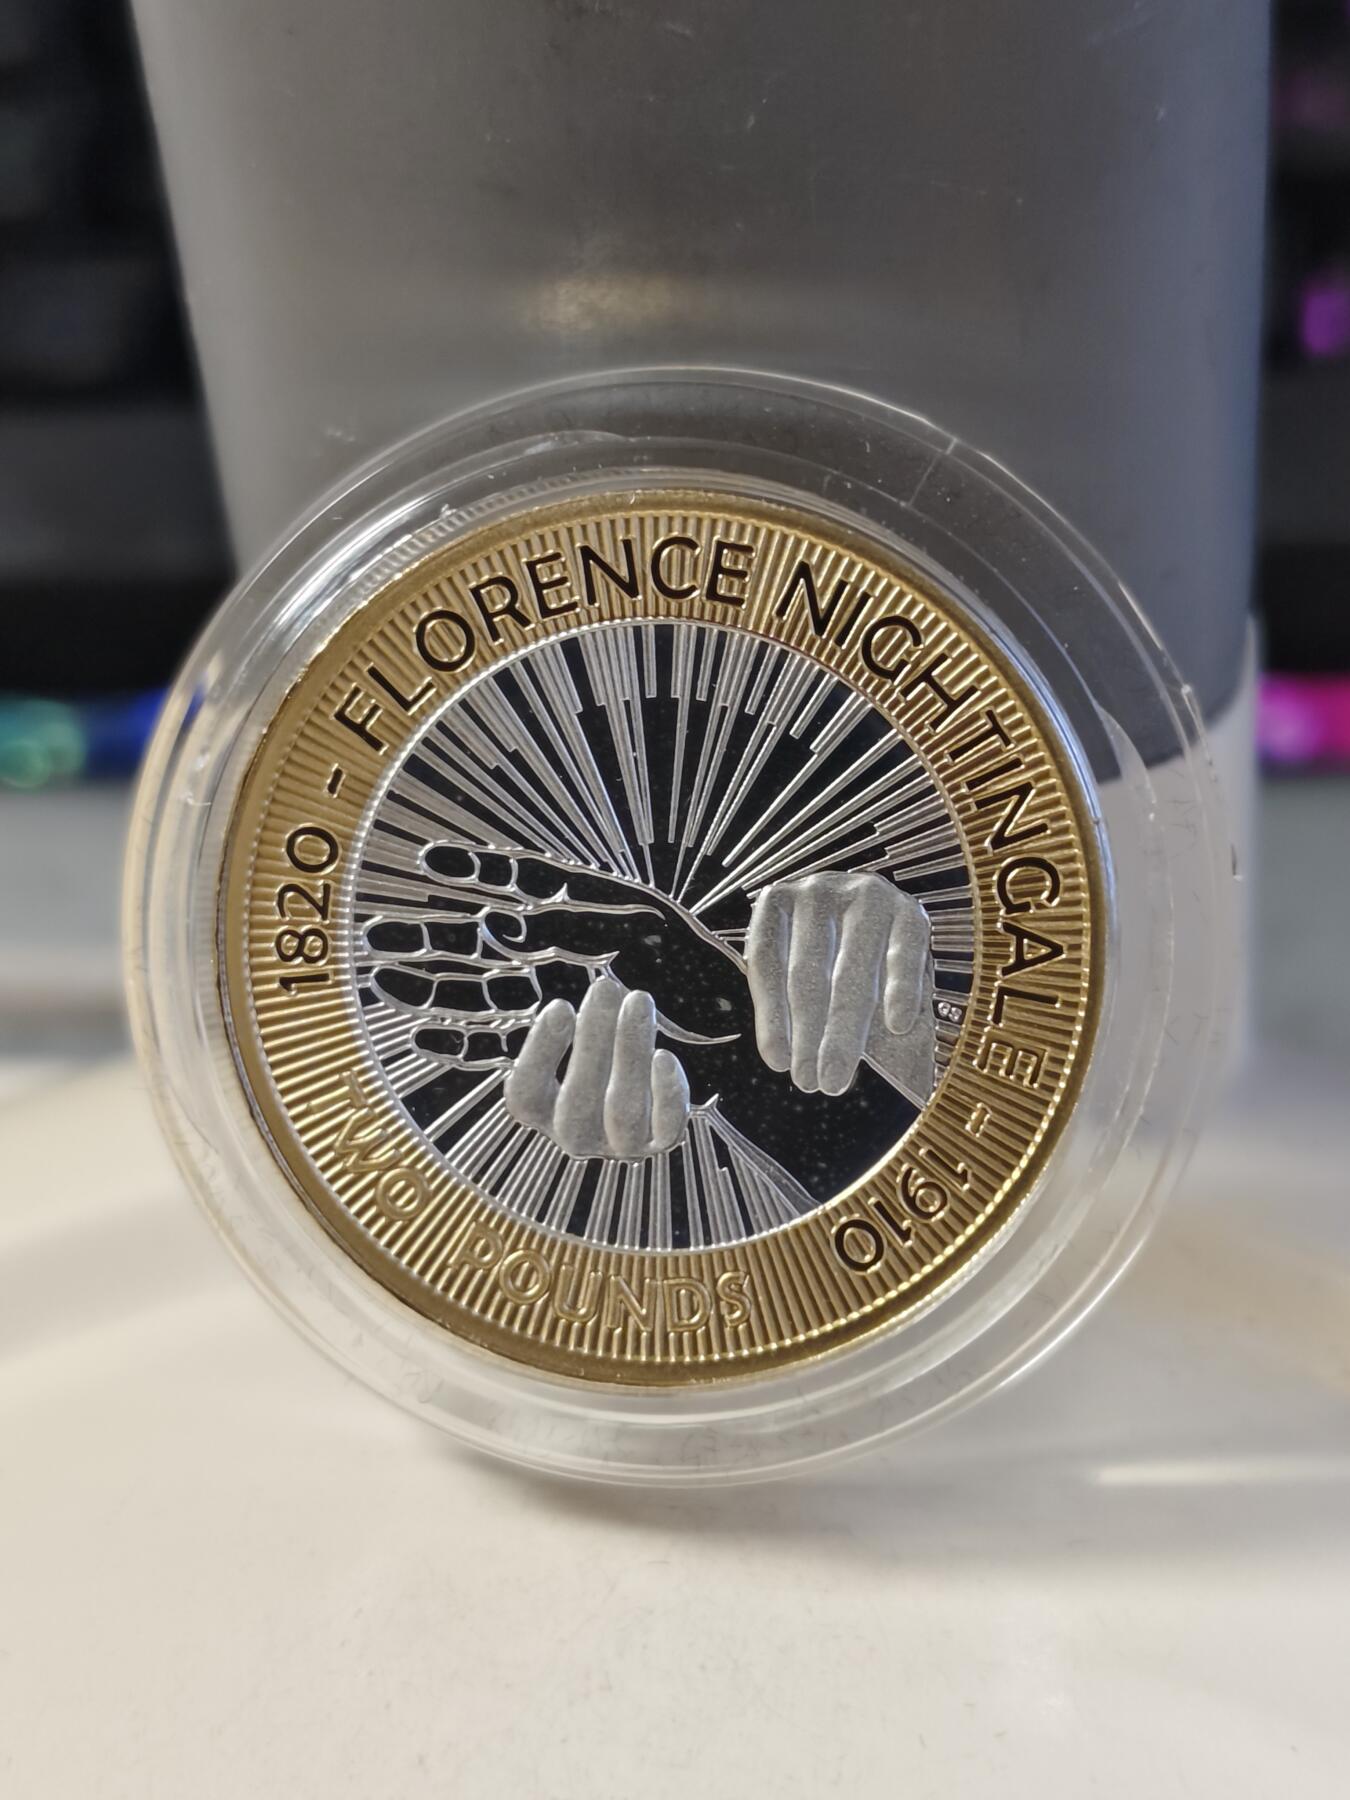 1820 - FLORENCE NIGHTINGALE - 1910
TWO POUNDS